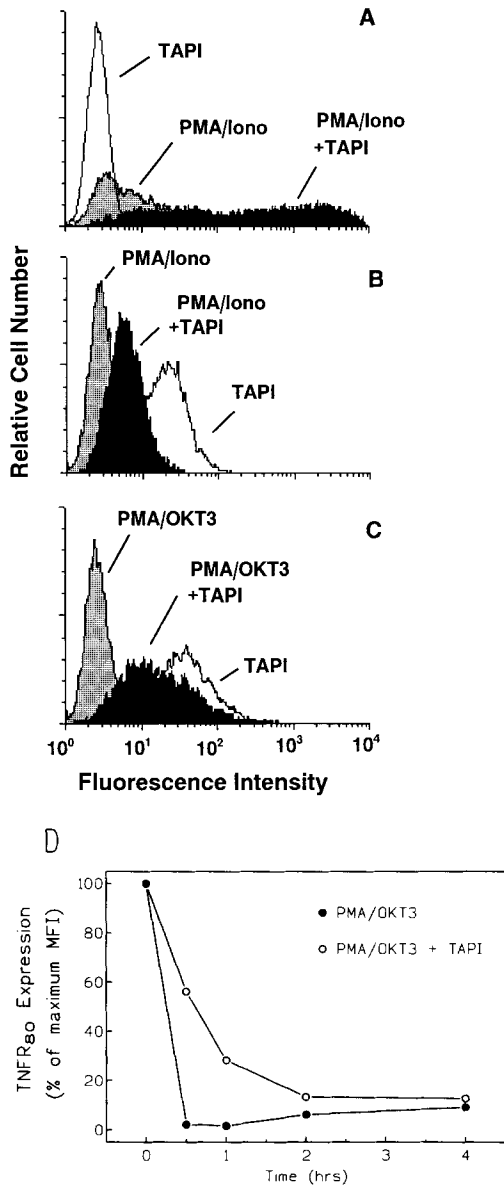 A
TAPI
PMA/Iono
PMA/Iono
+TAPI
PMA/Iono
B
PMA/Iono
+TAPI
TAPI
Relative Cell Number
PMA/OKT3
C
PMA/OKT3
+TAPI
TAPI
10⁰ 10¹ 10² 10³ 10⁴
Fluorescence Intensity
D
TNFR80 Expression
(% of maximum MFI)
100
80
60
40
20
0
PMA/OKT3
PMA/OKT3 + TAPI
0 1 2 3 4
Time (hrs)